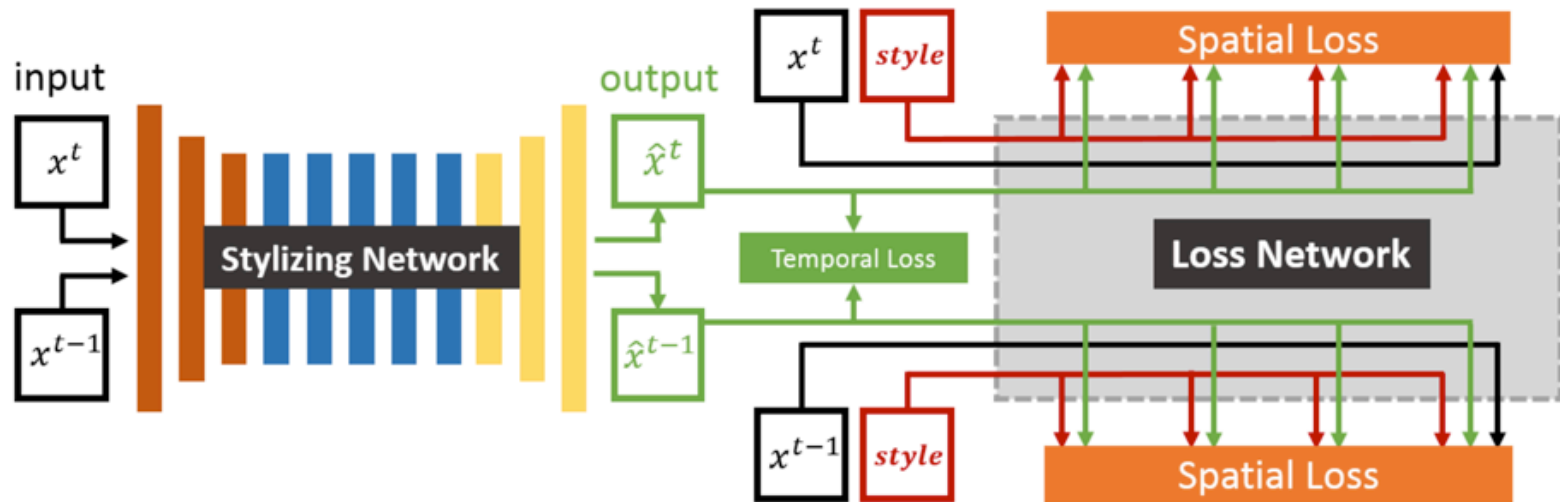 input
x^t
x^{t-1}
Stylizing Network
output
x̂^t
x̂^{t-1}
Temporal Loss
x^t
style
Spatial Loss
Loss Network
x^{t-1}
style
Spatial Loss